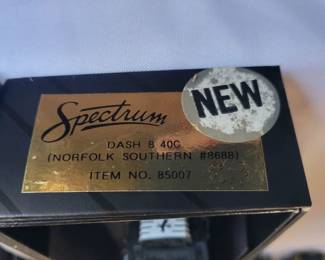 Spectrum
NEW
DASH 8 40C
(NORFOLK SOUTHERN #8688)
ITEM NO. 85007